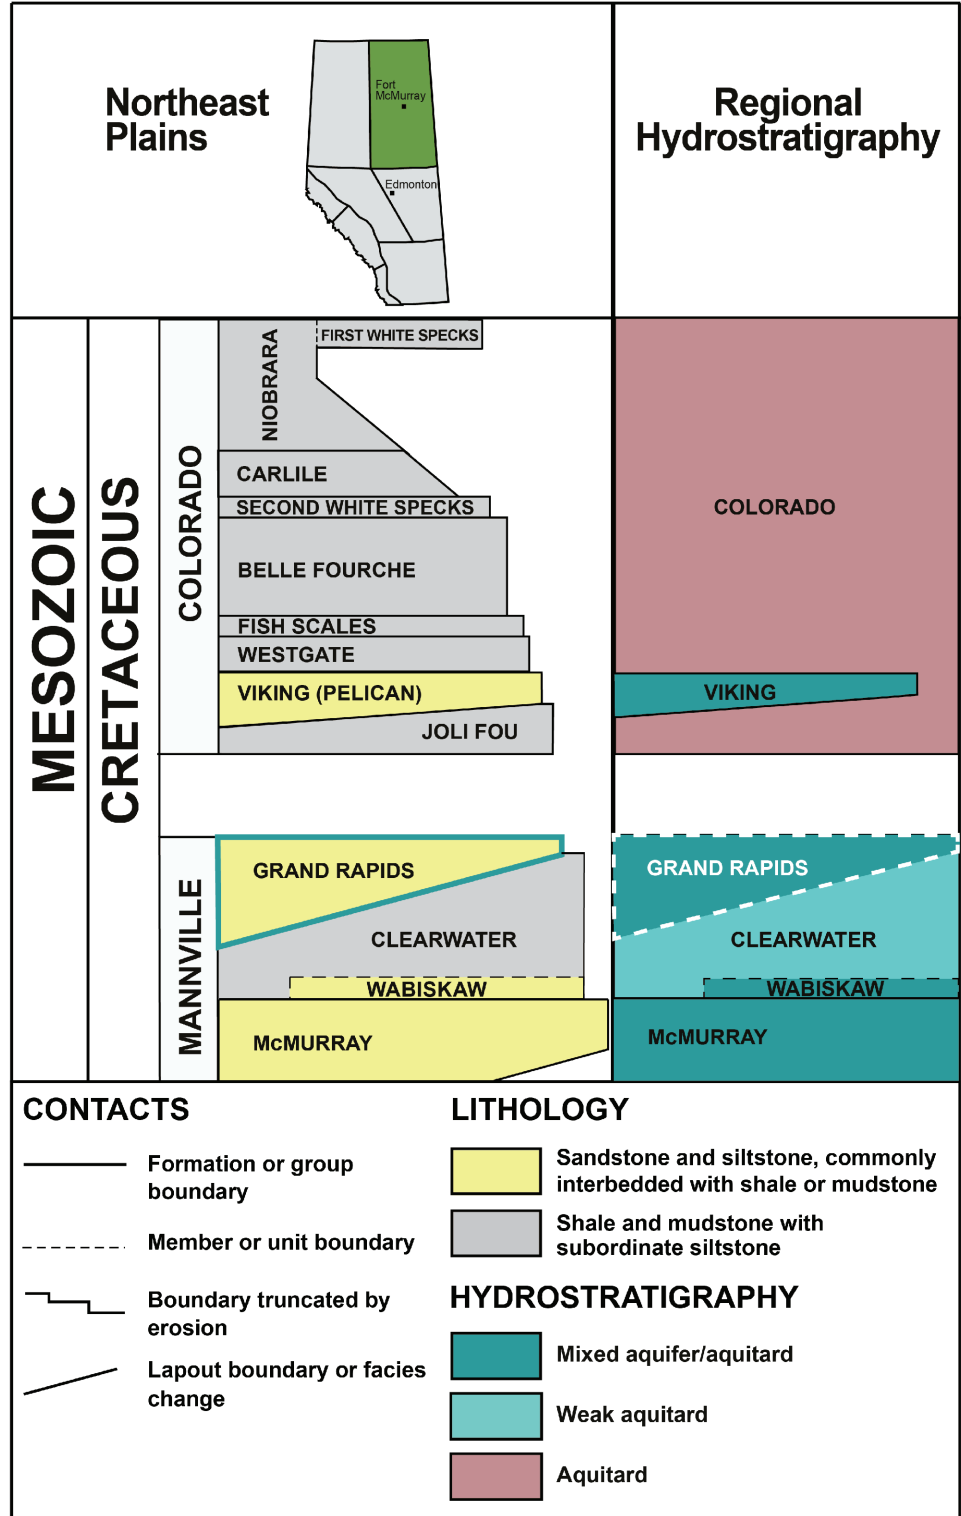 Northeast
Plains
Fort
McMurray
Edmonton
Regional
Hydrostratigraphy
MESOZOIC
CRETACEOUS
COLORADO
NIOBRARA
FIRST WHITE SPECKS
CARLILE
SECOND WHITE SPECKS
BELLE FOURCHE
FISH SCALES
WESTGATE
VIKING (PELICAN)
JOLI FOU
COLORADO
VIKING
MANNVILLE
GRAND RAPIDS
CLEARWATER
WABISKAW
McMURRAY
GRAND RAPIDS
CLEARWATER
WABISKAW
McMURRAY
CONTACTS
Formation or group
boundary
Member or unit boundary
Boundary truncated by
erosion
Lapout boundary or facies
change
LITHOLOGY
Sandstone and siltstone, commonly
interbedded with shale or mudstone
Shale and mudstone with
subordinate siltstone
HYDROSTRATIGRAPHY
Mixed aquifer/aquitard
Weak aquitard
Aquitard